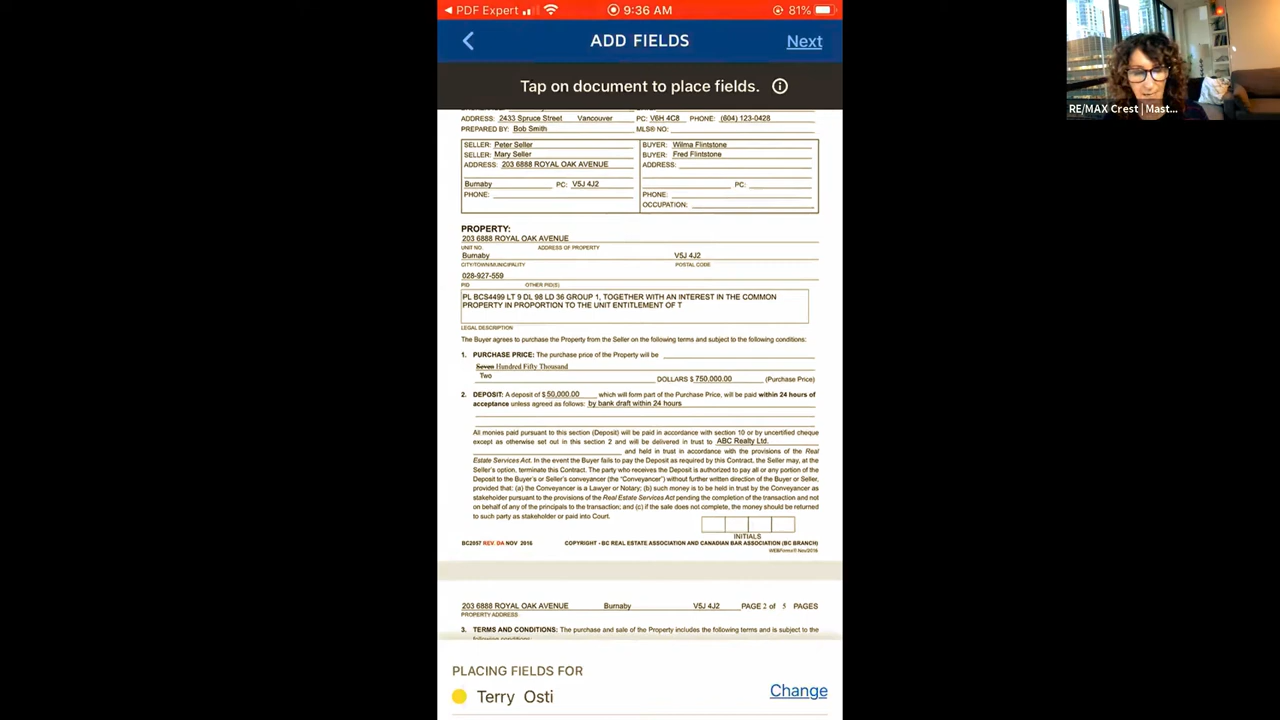 PDF Expert 9:36 AM 81%
ADD FIELDS Next
RE/MAX Crest | Mast...
Tap on document to place fields.
ADDRESS: 2433 Spruce Street Vancouver PC: V6H 4C8 PHONE: (604) 123-0428
PREPARED BY: Bob Smith MLS® NO:
SELLER: Peter Seller BUYER: Wilma Flintstone
SELLER: Mary Seller BUYER: Fred Flintstone
ADDRESS: 203 6888 ROYAL OAK AVENUE ADDRESS:
Burnaby PC: V5J 4J2 PC:
PHONE: PHONE:
OCCUPATION:
PROPERTY:
203 6888 ROYAL OAK AVENUE
UNIT NO. ADDRESS OF PROPERTY
Burnaby V5J 4J2
CITY/TOWN/MUNICIPALITY POSTAL CODE
028-927-559
PID OTHER PID(S)
PL BCS4499 LT 9 DL 98 LD 36 GROUP 1, TOGETHER WITH AN INTEREST IN THE COMMON
PROPERTY IN PROPORTION TO THE UNIT ENTITLEMENT OF T
LEGAL DESCRIPTION
The Buyer agrees to purchase the Property from the Seller on the following terms and subject to the following conditions:
1. PURCHASE PRICE: The purchase price of the Property will be
Seven Hundred Fifty Thousand
Two DOLLARS $ 750,000.00 (Purchase Price)
2. DEPOSIT: A deposit of $ 50,000.00 which will form part of the Purchase Price, will be paid within 24 hours of
acceptance unless agreed as follows: by bank draft within 24 hours
All monies paid pursuant to this section (Deposit) will be paid in accordance with section 10 or by uncertified cheque
except as otherwise set out in this section 2 and will be delivered in trust to ABC Realty Ltd.
and held in trust in accordance with the provisions of the Real
Estate Services Act. In the event the Buyer fails to pay the Deposit as required by this Contract, the Seller may, at the
Seller's option, terminate this Contract. The party who receives the Deposit is authorized to pay all or any portion of the
Deposit to the Buyer's or Seller's conveyancer (the "Conveyancer") without further written direction of the Buyer or Seller,
provided that: (a) the Conveyancer is a Lawyer or Notary; (b) such money is to be held in trust by the Conveyancer as
stakeholder pursuant to the provisions of the Real Estate Services Act pending the completion of the transaction and not
on behalf of any of the principals to the transaction; and (c) if the sale does not complete, the money should be returned
to such party as stakeholder or paid into Court.
INITIALS
BC2057 REV. DA NOV 2016 COPYRIGHT - BC REAL ESTATE ASSOCIATION AND CANADIAN BAR ASSOCIATION (BC BRANCH)
WEBForms® Nov/2016
203 6888 ROYAL OAK AVENUE Burnaby V5J 4J2 PAGE 2 of 5 PAGES
PROPERTY ADDRESS
3. TERMS AND CONDITIONS: The purchase and sale of the Property includes the following terms and is subject to the
following conditions:
PLACING FIELDS FOR
Terry Osti Change